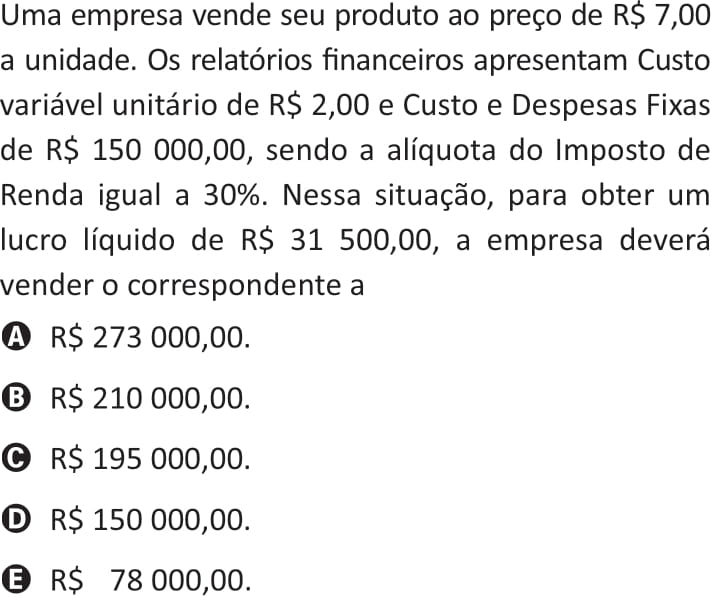 Uma empresa vende seu produto ao preço de R$ 7,00
a unidade. Os relatórios financeiros apresentam Custo
variável unitário de R$ 2,00 e Custo e Despesas Fixas
de R$ 150 000,00, sendo a alíquota do Imposto de
Renda igual a 30%. Nessa situação, para obter um
lucro líquido de R$ 31 500,00, a empresa deverá
vender o correspondente a
A R$ 273 000,00.
B R$ 210 000,00.
C R$ 195 000,00.
D R$ 150 000,00.
E R$ 78 000,00.